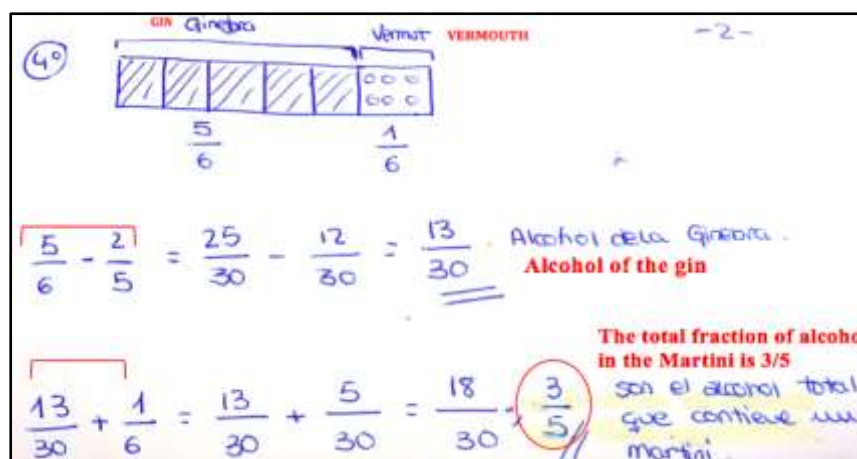 GIN Ginebra Vermut VERMOUTH -2-
4º
5/6 1/6
5/6 - 2/5 = 25/30 - 12/30 = 13/30 Alcohol de la Ginebra.
Alcohol of the gin
The total fraction of alcoho
in the Martini is 3/5
13/30 + 1/6 = 13/30 + 5/30 = 18/30 = 3/5 son el alcohol total
que contiene un
martini.